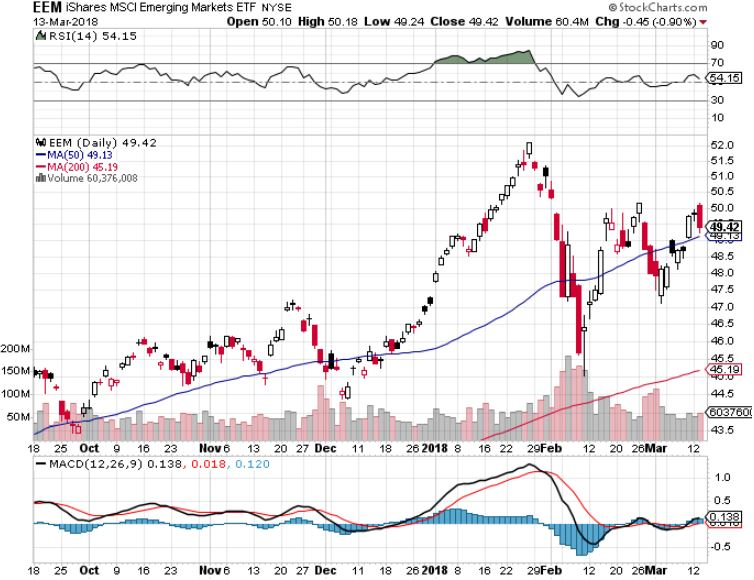 EEM iShares MSCI Emerging Markets ETF NYSE © StockCharts.com
13-Mar-2018 Open 50.10 High 50.18 Low 49.24 Close 49.42 Volume 60.4M Chg -0.45 (-0.90%)
RSI(14) 54.15
90
70
54.15
30
10
EEM (Daily) 49.42
MA(50) 49.13
MA(200) 45.19
Volume 60,376,008
52.0
51.5
51.0
50.5
50.0
49.42
49.13
48.5
48.0
47.5
47.0
46.5
46.0
45.5
45.19
44.5
44.0
43.5
200M
150M
100M
50M
6037600
18 25 Oct 9 16 23 Nov 6 13 20 27 Dec 11 18 26 2018 8 16 22 29 Feb 12 20 26 Mar 12
MACD(12,26,9) 0.138, 0.018, 0.120
1.0
0.5
0.138
-0.5
18 25 Oct 9 16 23 Nov 6 13 20 27 Dec 11 18 26 2018 8 16 22 29 Feb 12 20 26 Mar 12